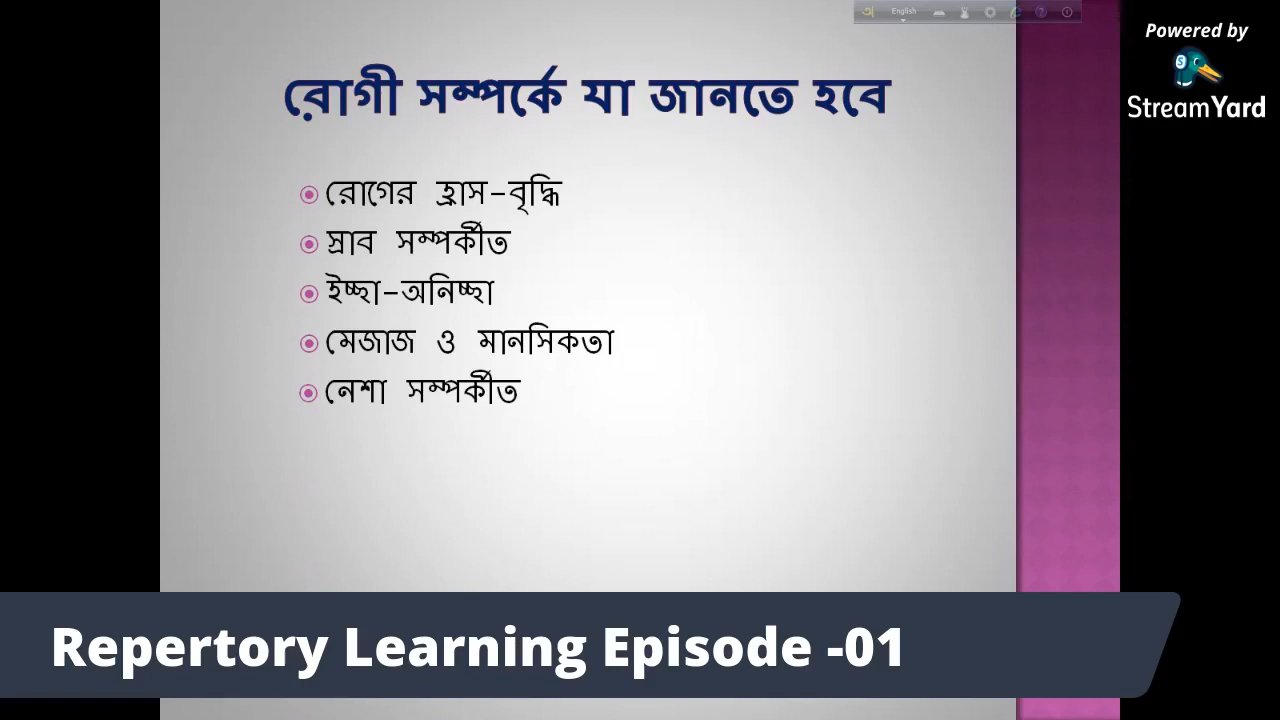 English
Powered by
StreamYard
রোগী সম্পর্কে যা জানতে হবে
রোগের হ্রাস-বৃদ্ধি
স্রাব সম্পর্কীত
ইচ্ছা-অনিচ্ছা
মেজাজ ও মানসিকতা
নেশা সম্পর্কীত
Repertory Learning Episode -01